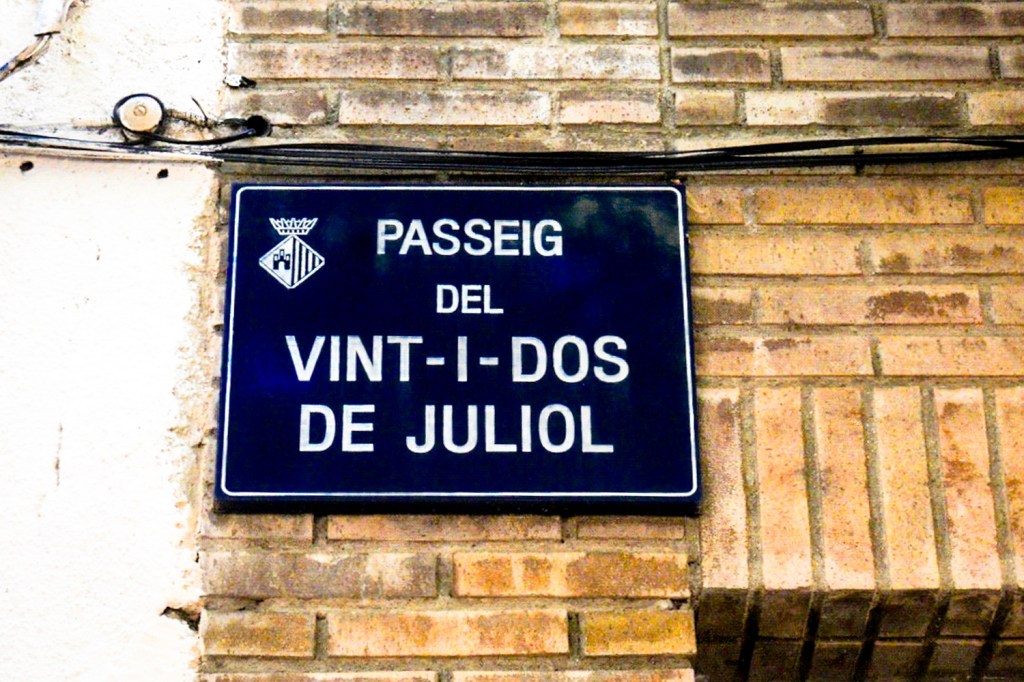 PASSEIG
DEL
VINT-I-DOS
DE JULIOL